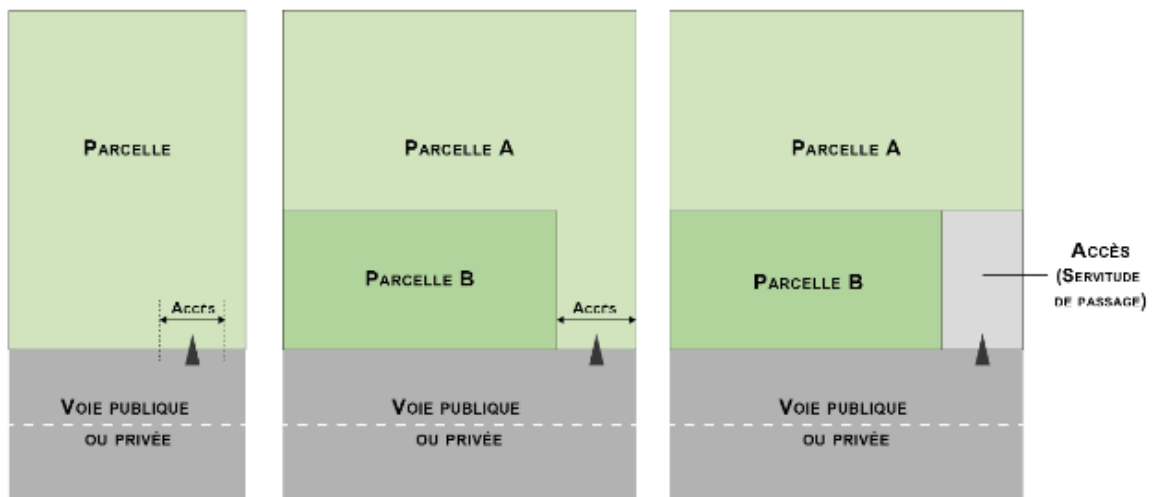 PARCELLE
ACCÈS
VOIE PUBLIQUE
OU PRIVÉE
PARCELLE A
PARCELLE B
ACCÈS
VOIE PUBLIQUE
OU PRIVÉE
PARCELLE A
PARCELLE B
ACCÈS
(SERVITUDE
DE PASSAGE)
VOIE PUBLIQUE
OU PRIVÉE